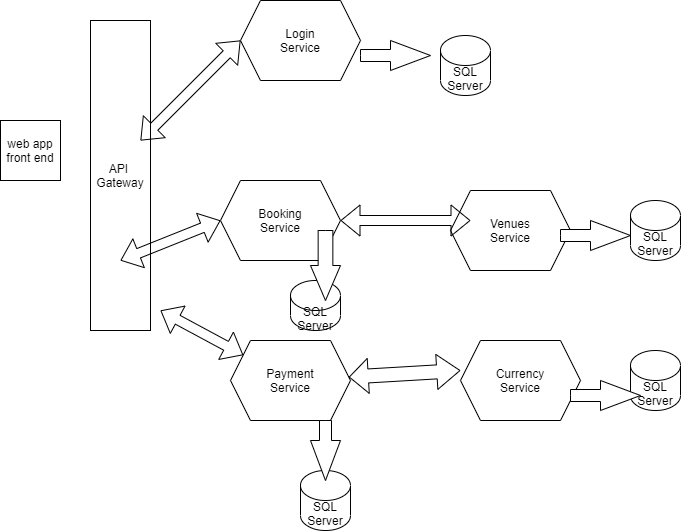 Login
Service
SQL
Server
web app
front end
API
Gateway
Booking
Service
Venues
Service
SQL
Server
SQL
Server
Payment
Service
Currency
Service
SQL
Server
SQL
Server